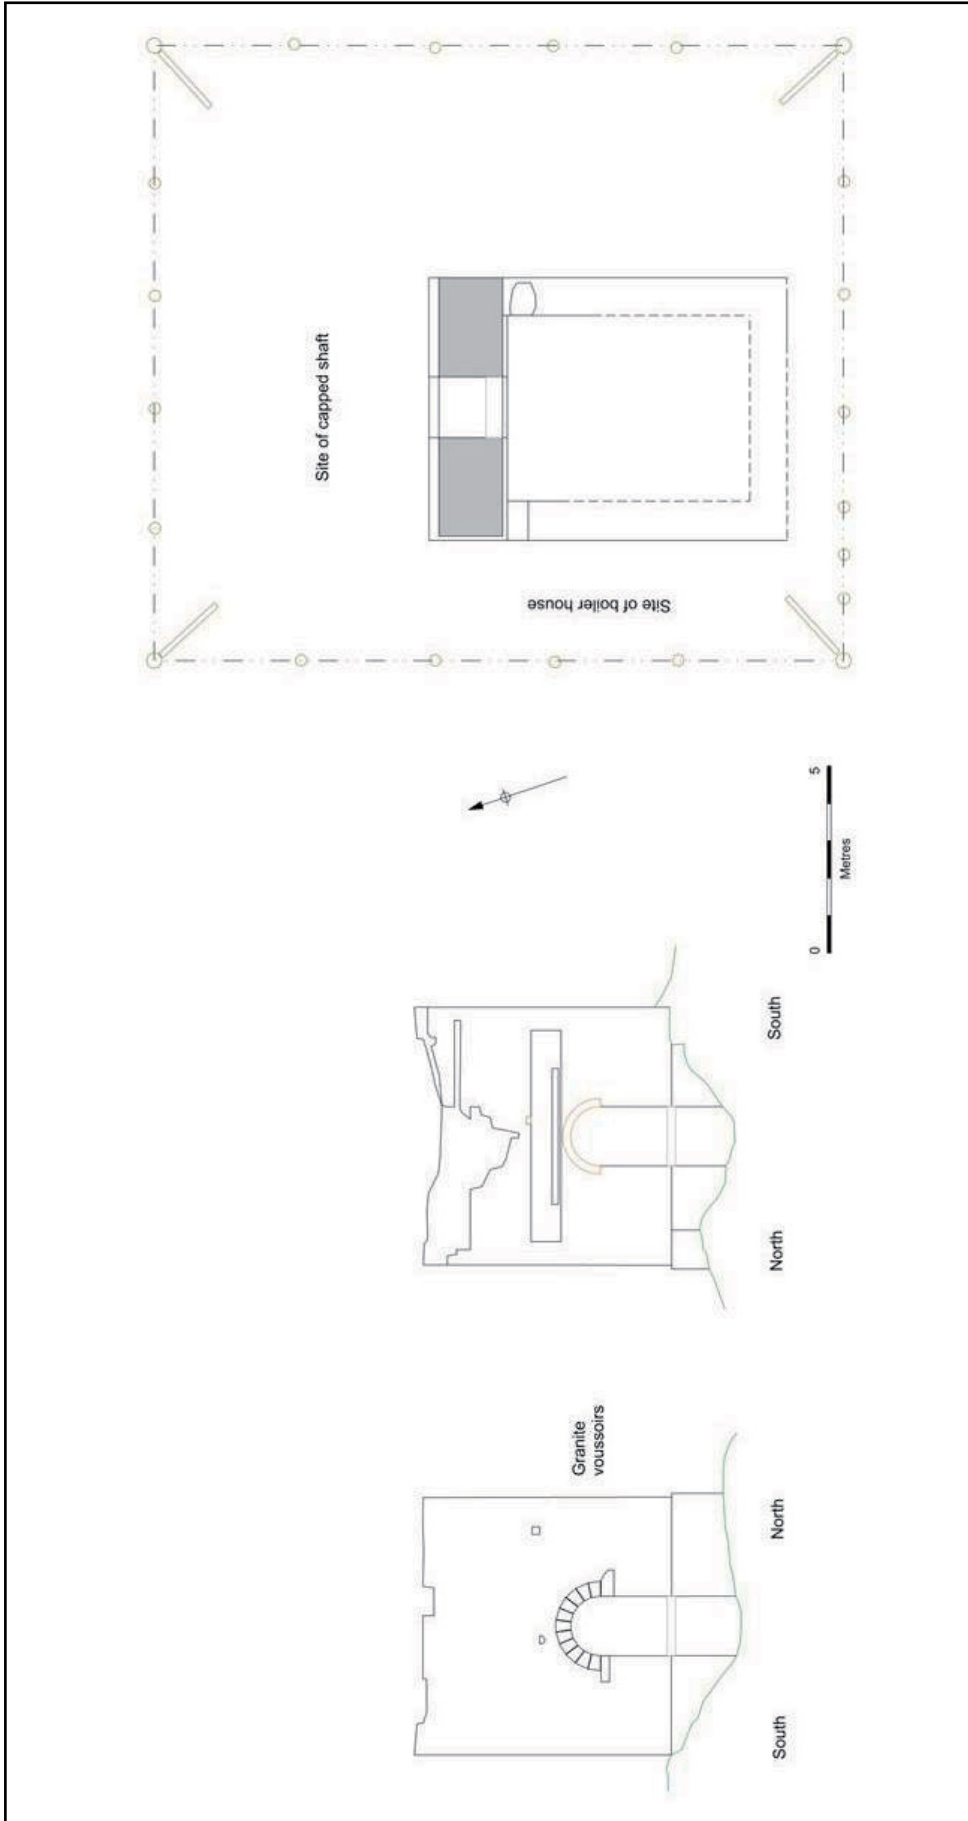 Site of capped shaft
Site of boiler house
0
5
Metres
South
North
Granite
voussoirs
North
South